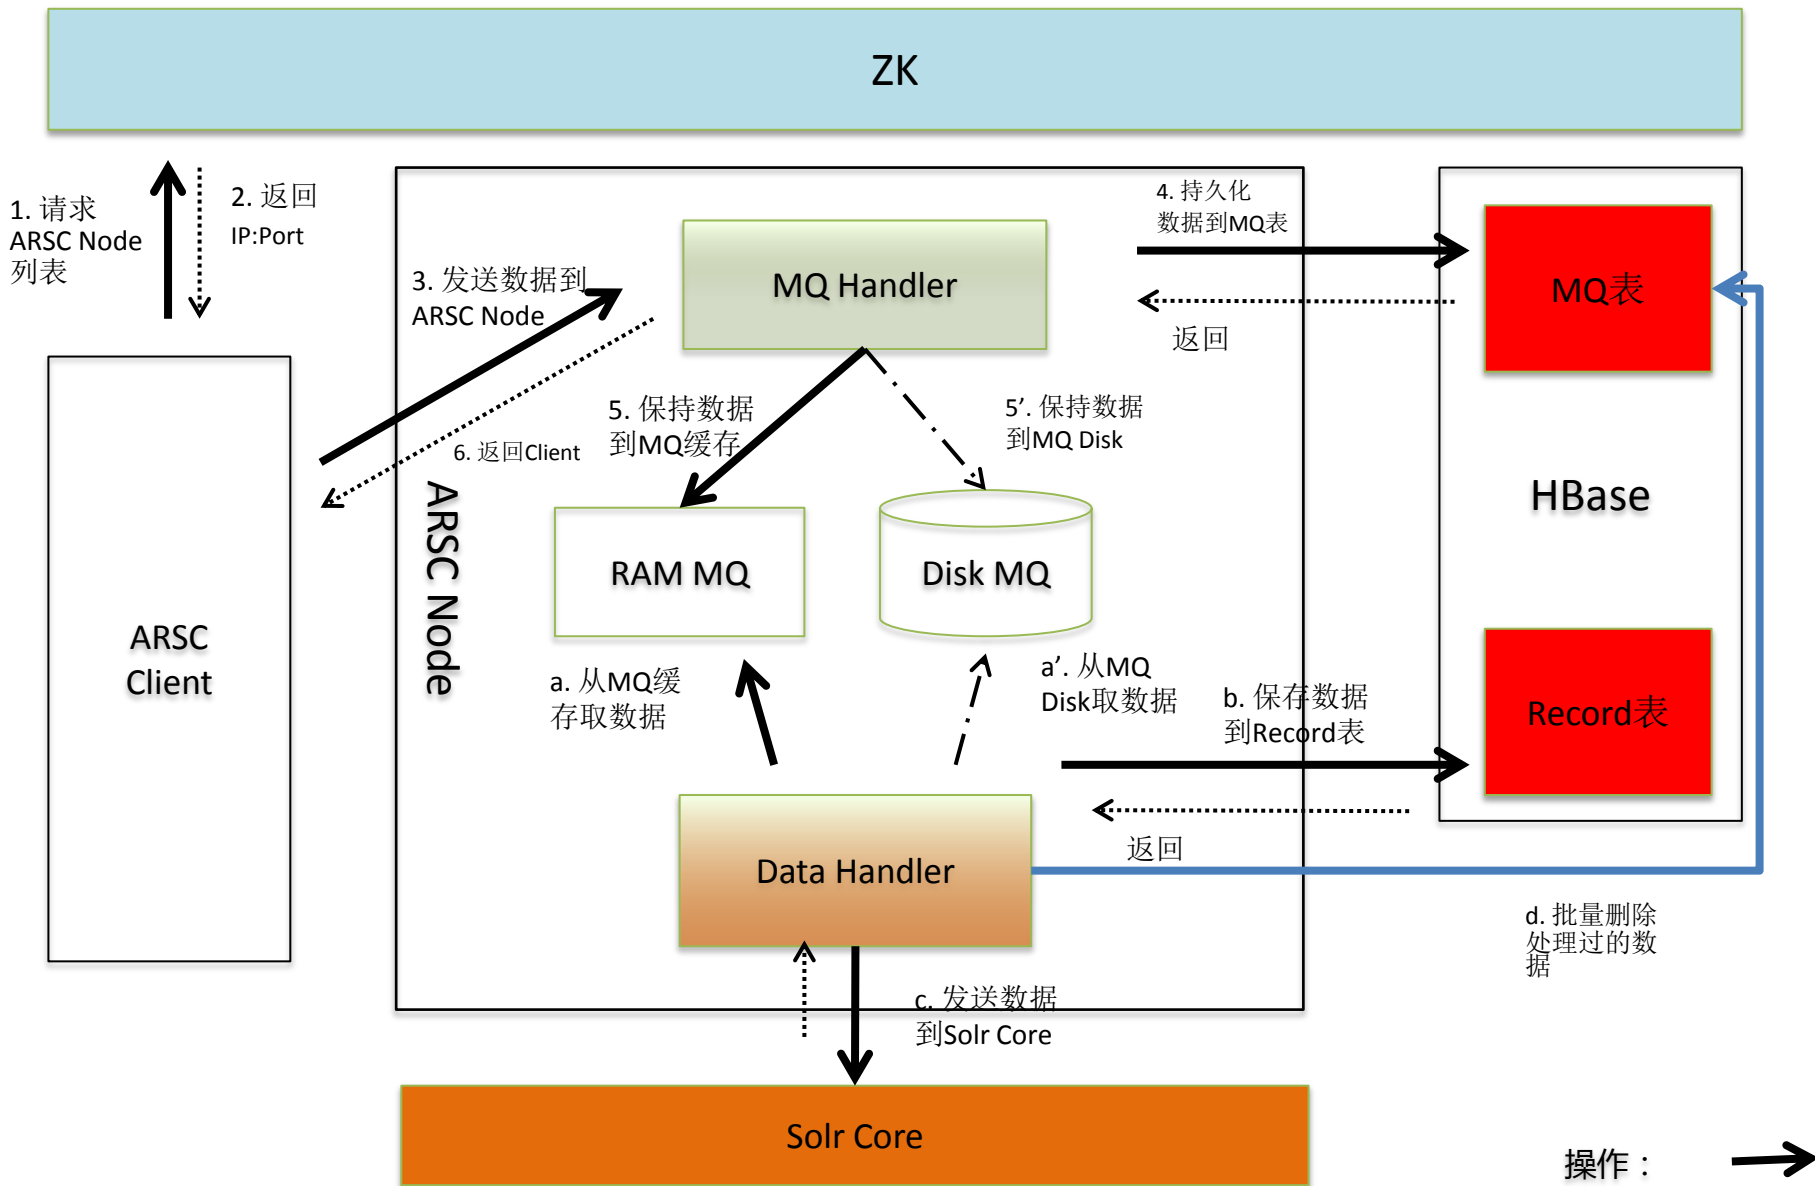 ZK
1. 请求
ARSC Node
列表
2. 返回
IP:Port
3. 发送数据到
ARSC Node
MQ Handler
4. 持久化
数据到MQ表
MQ表
返回
5. 保持数据
到MQ缓存
5’. 保持数据
到MQ Disk
6. 返回Client
ARSC Node
HBase
RAM MQ
Disk MQ
ARSC
Client
a. 从MQ缓
存取数据
a’. 从MQ
Disk取数据
b. 保存数据
到Record表
Record表
返回
Data Handler
d. 批量删除
处理过的数
据
c. 发送数据
到Solr Core
Solr Core
操作：